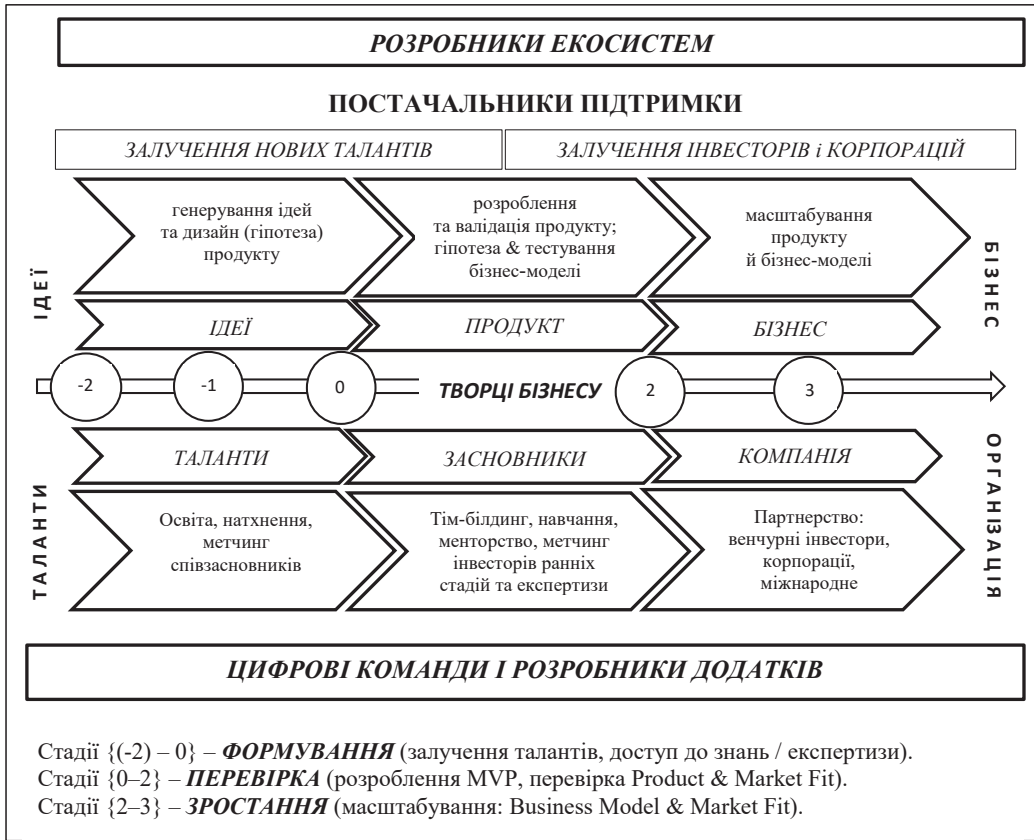 РОЗРОБНИКИ ЕКОСИСТЕМ
ПОСТАЧАЛЬНИКИ ПІДТРИМКИ
ЗАЛУЧЕННЯ НОВИХ ТАЛАНТІВ
ЗАЛУЧЕННЯ ІНВЕСТОРІВ і КОРПОРАЦІЙ
генерування ідей
та дизайн (гіпотеза)
продукту
розроблення
та валідація продукту;
гіпотеза & тестування
бізнес-моделі
масштабування
продукту
й бізнес-моделі
ІДЕЇ
БІЗНЕС
ІДЕЇ
ПРОДУКТ
БІЗНЕС
-2
-1
0
ТВОРЦІ БІЗНЕСУ
2
3
ТАЛАНТИ
ЗАСНОВНИКИ
КОМПАНІЯ
ТАЛАНТИ
ОРГАНІЗАЦІЯ
Освіта, натхнення,
метчинг
співзасновників
Тім-білдинг, навчання,
менторство, метчинг
інвесторів ранніх
стадій та експертизи
Партнерство:
венчурні інвестори,
корпорації,
міжнародне
ЦИФРОВІ КОМАНДИ І РОЗРОБНИКИ ДОДАТКІВ
Стадії {(-2) – 0} – ФОРМУВАННЯ (залучення талантів, доступ до знань / експертизи).
Стадії {0–2} – ПЕРЕВІРКА (розроблення MVP, перевірка Product & Market Fit).
Стадії {2–3} – ЗРОСТАННЯ (масштабування: Business Model & Market Fit).